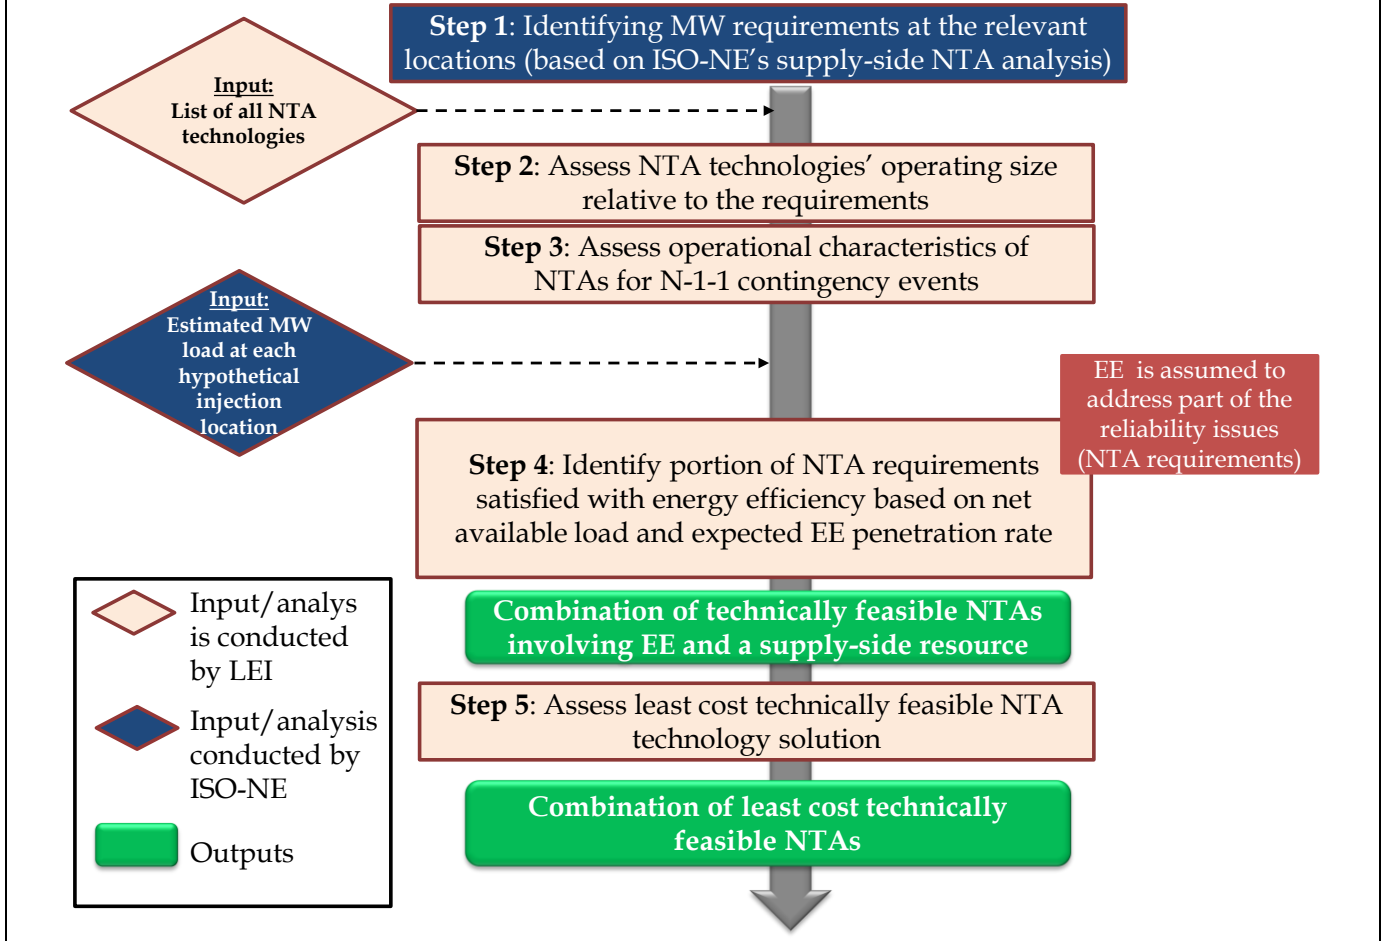 Step 1: Identifying MW requirements at the relevant
locations (based on ISO-NE's supply-side NTA analysis)
Input:
List of all NTA
technologies
Step 2: Assess NTA technologies' operating size
relative to the requirements
Step 3: Assess operational characteristics of
NTAs for N-1-1 contingency events
Input:
Estimated MW
load at each
hypothetical
injection
location
EE is assumed to
address part of the
reliability issues
(NTA requirements)
Step 4: Identify portion of NTA requirements
satisfied with energy efficiency based on net
available load and expected EE penetration rate
Combination of technically feasible NTAs
involving EE and a supply-side resource
Step 5: Assess least cost technically feasible NTA
technology solution
Combination of least cost technically
feasible NTAs
Input/analys
is conducted
by LEI
Input/analysis
conducted by
ISO-NE
Outputs